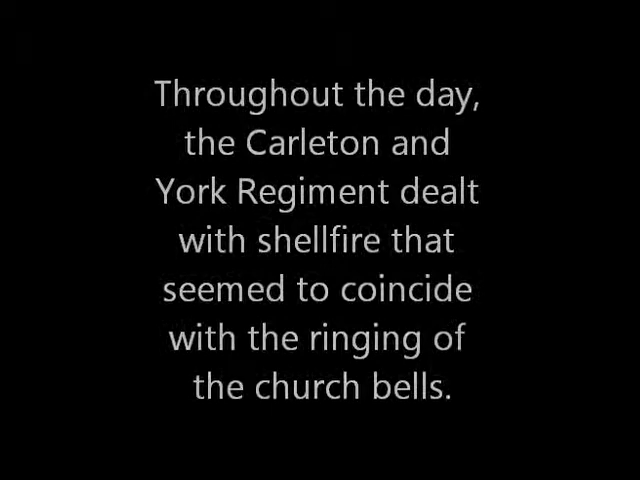 Throughout the day,
the Carleton and
York Regiment dealt
with shellfire that
seemed to coincide
with the ringing of
the church bells.